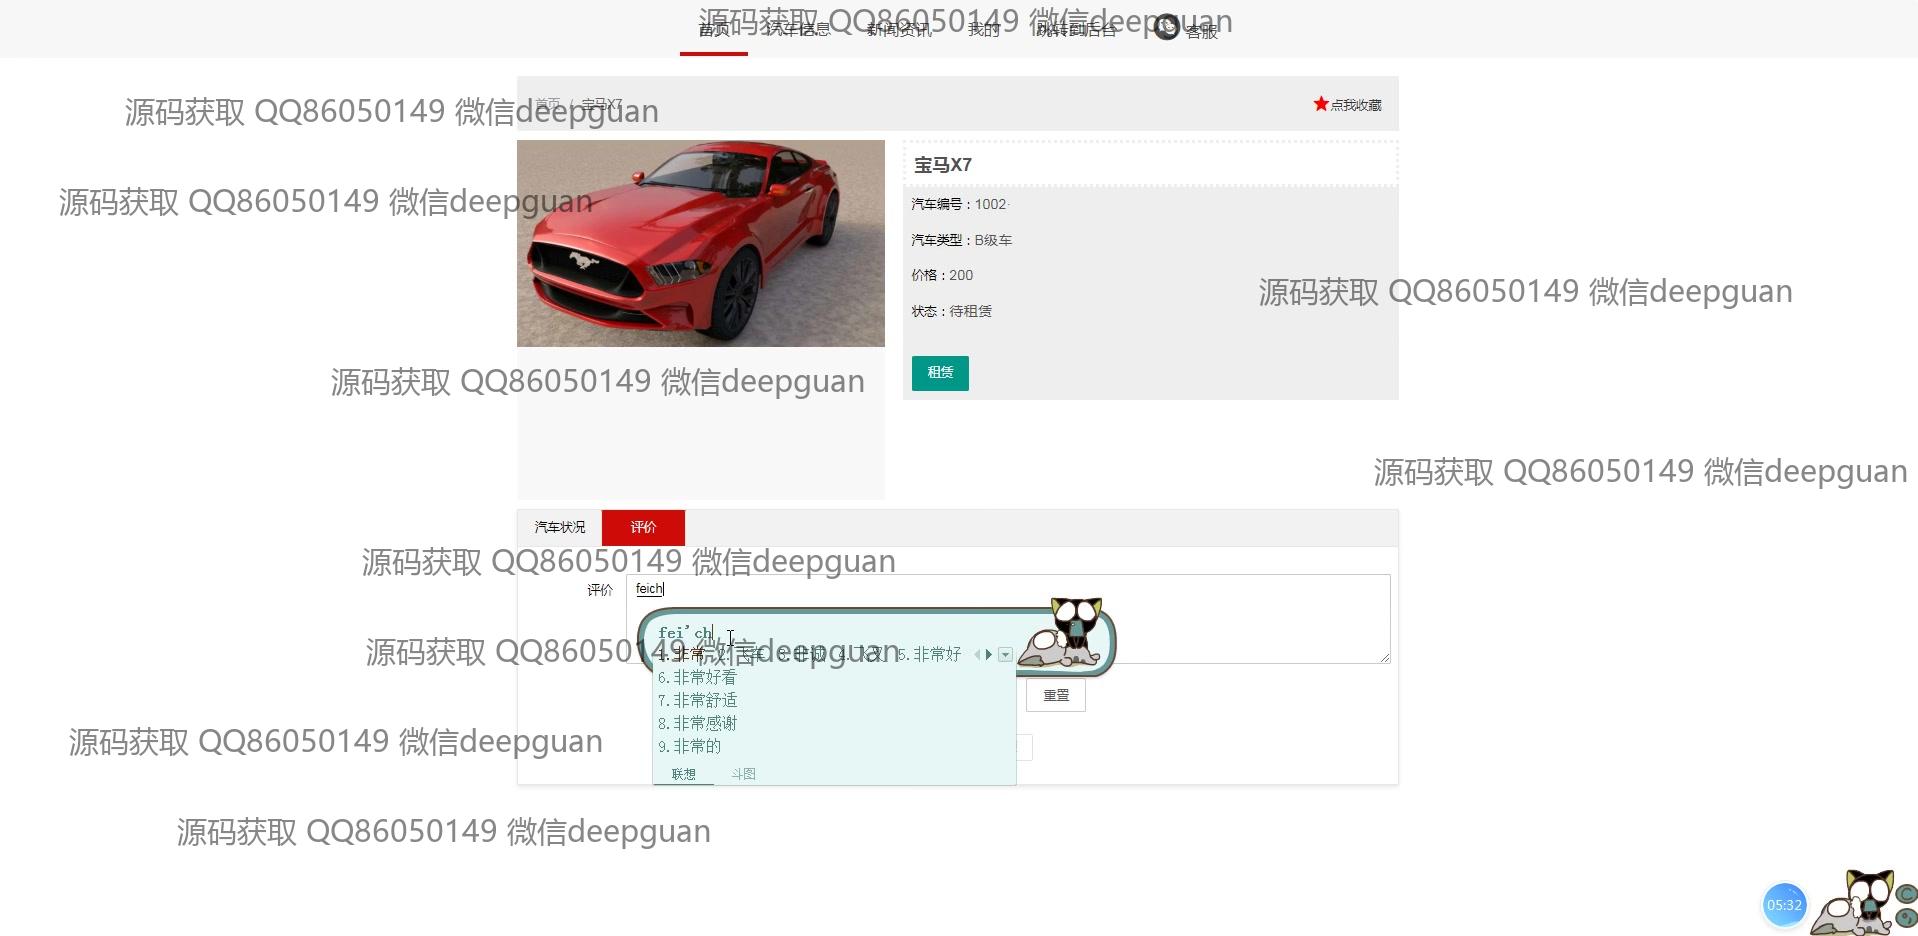 源码获取 QQ86050149 微信deepguan
首页 汽车信息 新闻资讯 我的 跳转到后台 客服
源码获取 QQ86050149 微信deepguan
首页 / 宝马X7
点我收藏
宝马X7
源码获取 QQ86050149 微信deepguan
汽车编号：1002
汽车类型：B级车
价格：200
源码获取 QQ86050149 微信deepguan
状态：待租赁
租赁
源码获取 QQ86050149 微信deepguan
源码获取 QQ86050149 微信deepguan
汽车状况 评价
源码获取 QQ86050149 微信deepguan
评价 feich
fei'ch
源码获取 QQ86050149 微信deepguan
1.非常 5.非常好
6.非常好看
7.非常舒适
重置
8.非常感谢
9.非常的
源码获取 QQ86050149 微信deepguan
联想 斗图
源码获取 QQ86050149 微信deepguan
05:32